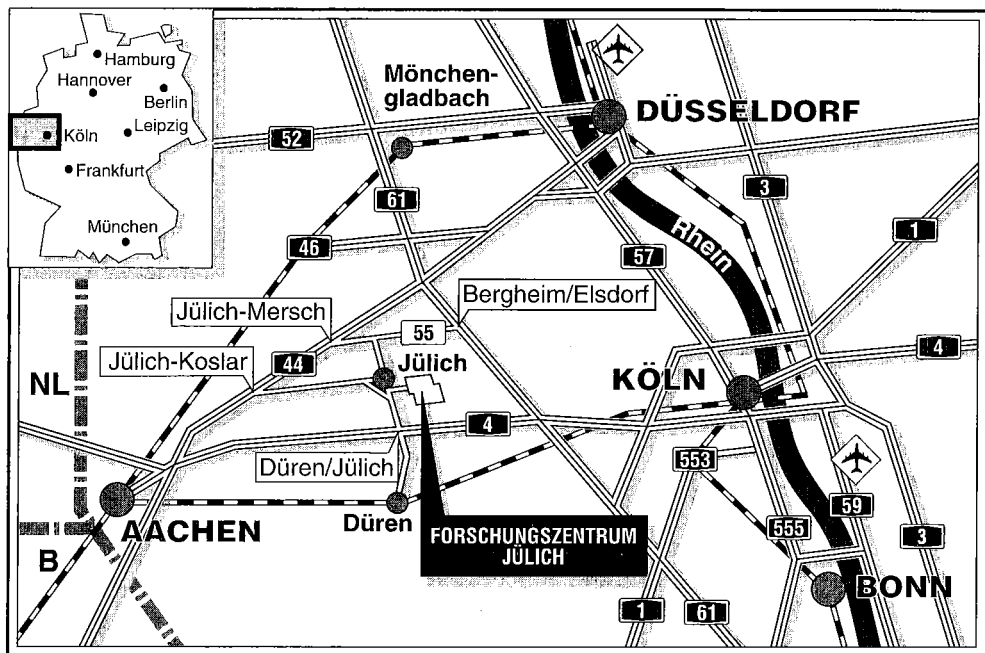 Hamburg
Hannover
Berlin
Köln
Leipzig
Frankfurt
München
Mönchen-
gladbach
DÜSSELDORF
52
61
3
1
46
57
Rhein
Bergheim/Elsdorf
Jülich-Mersch
55
Jülich-Koslar
44
Jülich
4
NL
KÖLN
4
Düren/Jülich
553
AACHEN
Düren
FORSCHUNGSZENTRUM
JÜLICH
B
555
59
3
BONN
1
61